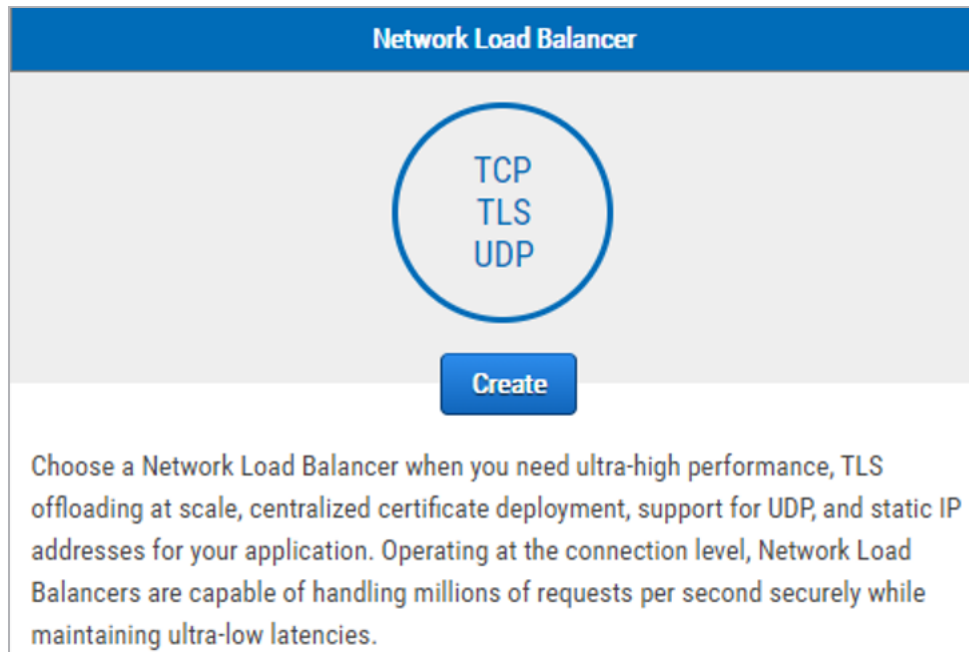 Network Load Balancer
TCP
TLS
UDP
Create
Choose a Network Load Balancer when you need ultra-high performance, TLS
offloading at scale, centralized certificate deployment, support for UDP, and static IP
addresses for your application. Operating at the connection level, Network Load
Balancers are capable of handling millions of requests per second securely while
maintaining ultra-low latencies.